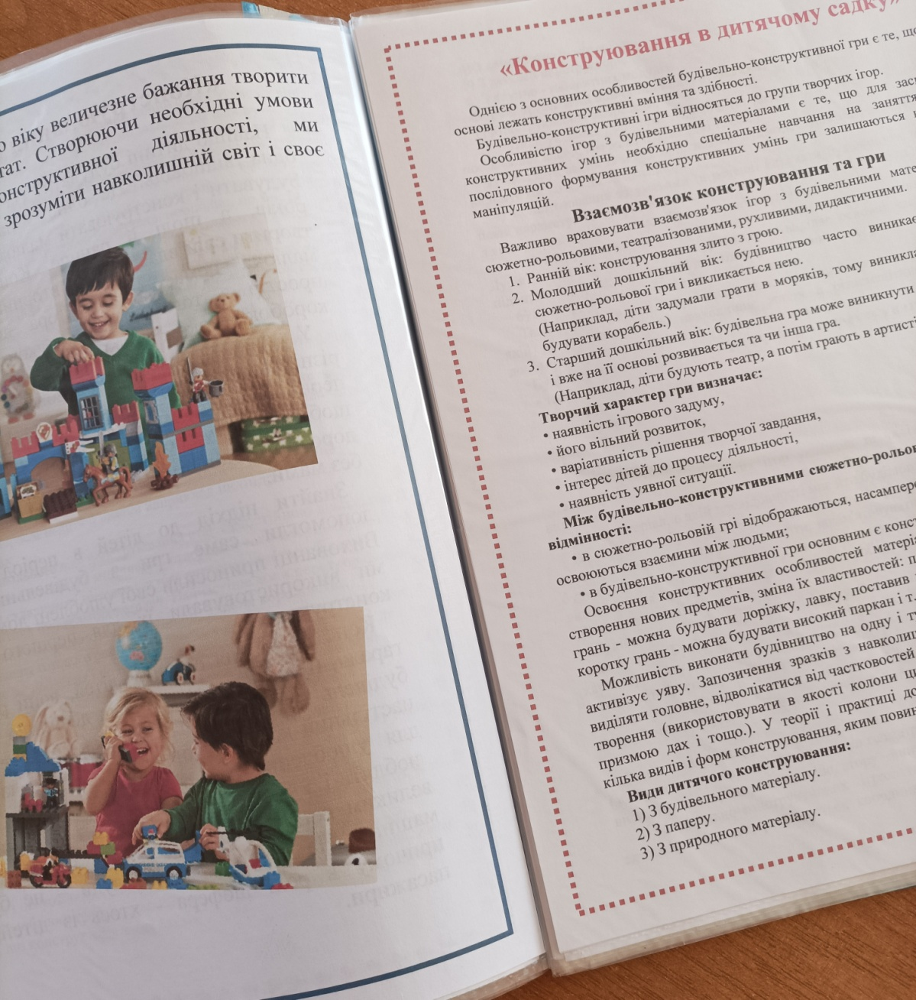 о віку величезне бажання творити
тат. Створюючи необхідні умови
онструктивної діяльності, ми
зрозуміти навколишній світ і своє
«Конструювання в дитячому садку»
Однією з основних особливостей будівельно-конструктивної гри є те, що
основі лежать конструктивні вміння та здібності.
Будівельно-конструктивні ігри відносяться до групи творчих ігор.
Особливістю ігор з будівельними матеріалами є те, що для зас
конструктивних умінь необхідно спеціальне навчання на заняття
послідовного формування конструктивних умінь гри залишаються
маніпуляцій.
Взаємозв'язок конструювання та гри
Важливо враховувати взаємозв'язок ігор з будівельними мате
сюжетно-рольовими, театралізованими, рухливими, дидактичними.
1. Ранній вік: конструювання злито з грою.
2. Молодший дошкільний вік: будівництво часто виникає
сюжетно-рольової гри і викликається нею.
(Наприклад, діти задумали грати в моряків, тому виникла
будувати корабель.)
3. Старший дошкільний вік: будівельна гра може виникнути
і вже на її основі розвивається та чи інша гра.
(Наприклад, діти будують театр, а потім грають в артисті
Творчий характер гри визначає:
• наявність ігрового задуму,
• його вільний розвиток,
• варіативність рішення творчої завдання,
• інтерес дітей до процесу діяльності,
• наявність уявної ситуації.
Між будівельно-конструктивними сюжетно-рольов
відмінності:
• в сюжетно-рольовій грі відображаються, насампере
освоюються взаємини між людьми;
• в будівельно-конструктивної гри основним є конс
Освоєння конструктивних особливостей матеріа
створення нових предметів, зміна їх властивостей: п
грань - можна будувати доріжку, лавку, поставив
коротку грань - можна будувати високий паркан і т.
Можливість виконати будівництво на одну і т
активізує уяву. Запозичення зразків з навколиш
виділяти головне, відволікатися від частковостей
творення (використовувати в якості колони ци
призмою дах і тощо.). У теорії і практиці до
кілька видів і форм конструювання, яким повин
Види дитячого конструювання:
1) З будівельного матеріалу.
2) З паперу.
3) З природного матеріалу.